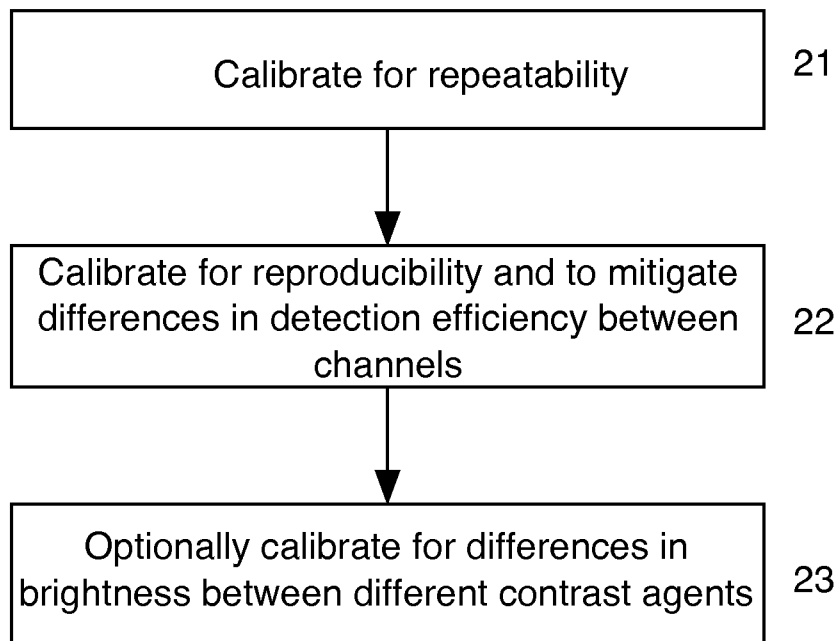 Calibrate for repeatability
21
Calibrate for reproducibility and to mitigate
differences in detection efficiency between
channels
22
Optionally calibrate for differences in
brightness between different contrast agents
23